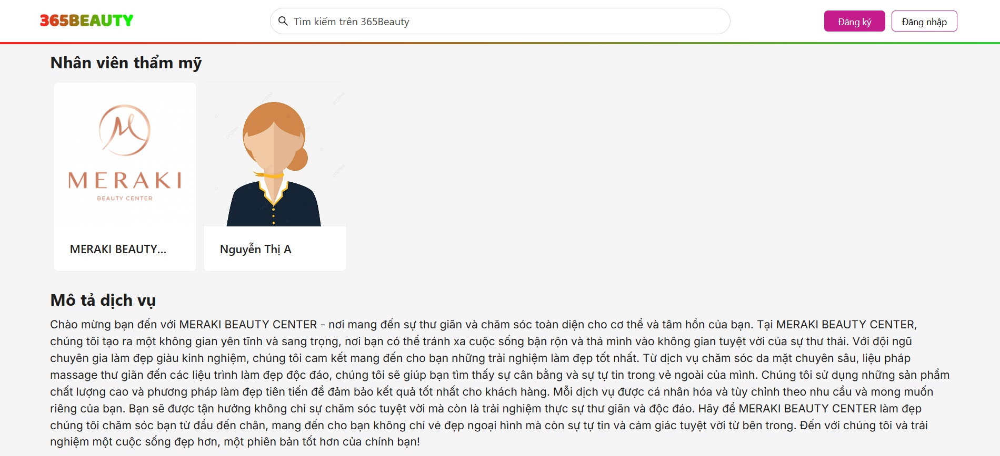 365BEAUTY
Tìm kiếm trên 365Beauty
Đăng ký
Đăng nhập
Nhân viên thẩm mỹ
MERAKI
BEAUTY CENTER
MERAKI BEAUTY...
Nguyễn Thị A
Mô tả dịch vụ
Chào mừng bạn đến với MERAKI BEAUTY CENTER - nơi mang đến sự thư giãn và chăm sóc toàn diện cho cơ thể và tâm hồn của bạn. Tại MERAKI BEAUTY CENTER,
chúng tôi tạo ra một không gian yên tĩnh và sang trọng, nơi bạn có thể tránh xa cuộc sống bận rộn và thả mình vào không gian tuyệt vời của sự thư thái. Với đội ngũ
chuyên gia làm đẹp giàu kinh nghiệm, chúng tôi cam kết mang đến cho bạn những trải nghiệm làm đẹp tốt nhất. Từ dịch vụ chăm sóc da mặt chuyên sâu, liệu pháp
massage thư giãn đến các liệu trình làm đẹp độc đáo, chúng tôi sẽ giúp bạn tìm thấy sự cân bằng và sự tự tin trong vẻ ngoài của mình. Chúng tôi sử dụng những sản phẩm
chất lượng cao và phương pháp làm đẹp tiên tiến để đảm bảo kết quả tốt nhất cho khách hàng. Mỗi dịch vụ được cá nhân hóa và tùy chỉnh theo nhu cầu và mong muốn
riêng của bạn. Bạn sẽ được tận hưởng không chỉ sự chăm sóc tuyệt vời mà còn là trải nghiệm thực sự thư giãn và độc đáo. Hãy để MERAKI BEAUTY CENTER làm đẹp
chúng tôi chăm sóc bạn từ đầu đến chân, mang đến cho bạn không chỉ vẻ đẹp ngoại hình mà còn sự tự tin và cảm giác tuyệt vời từ bên trong. Đến với chúng tôi và trải
nghiệm một cuộc sống đẹp hơn, một phiên bản tốt hơn của chính bạn!